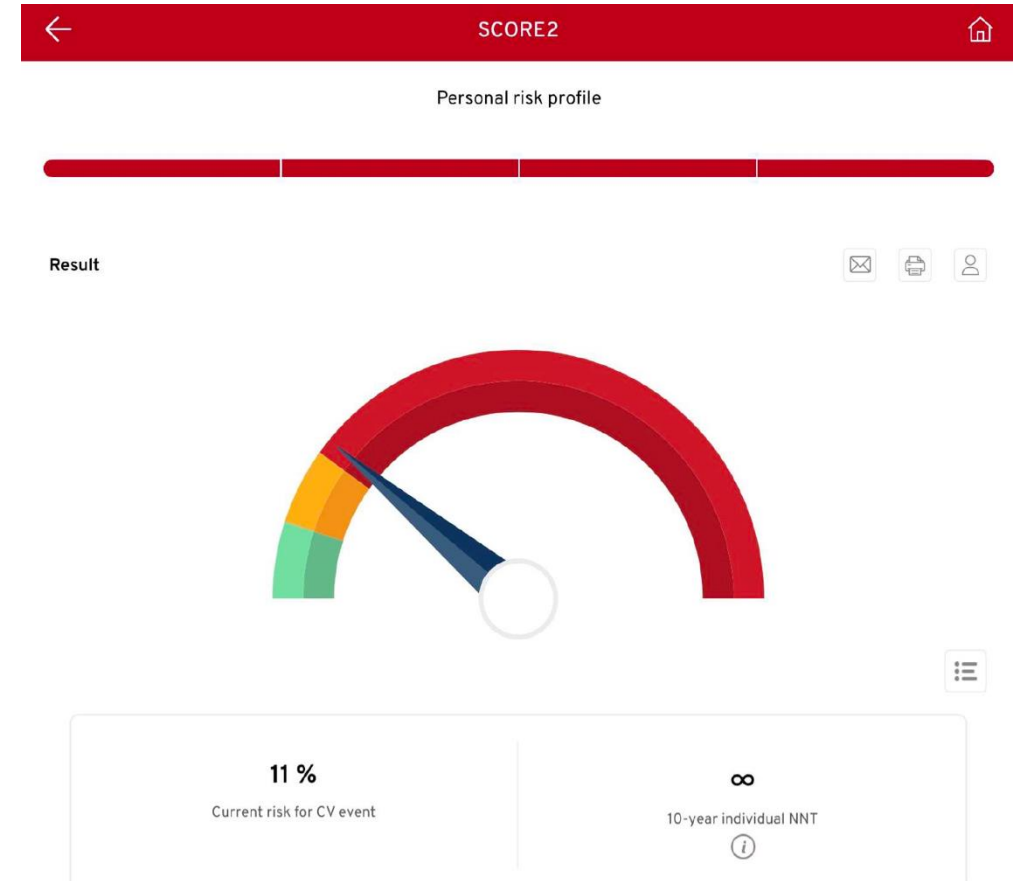 SCORE2
Personal risk profile
Result
11 %
Current risk for CV event
∞
10-year individual NNT
i